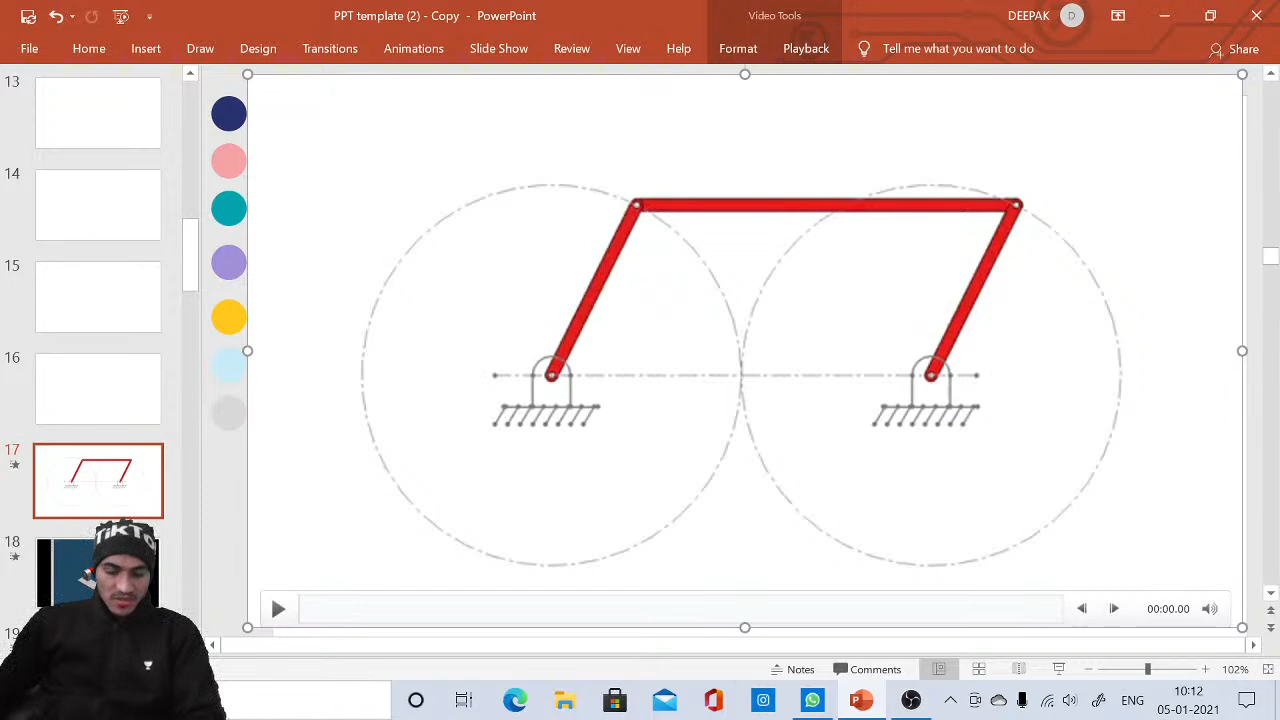 PPT template (2) - Copy - PowerPoint
Video Tools
DEEPAK
D
File Home Insert Draw Design Transitions Animations Slide Show Review View Help Format Playback Tell me what you want to do Share
13
14
15
16
17
18
19
TIKTO
00:00.00
Notes Comments 102%
ENG
10:12
05-01-2021